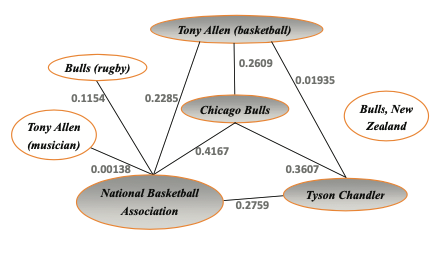 Tony Allen (basketball)
Bulls (rugby)
0.2609
0.01935
0.1154
0.2285
Chicago Bulls
Bulls, New
Zealand
Tony Allen
(musician)
0.4167
0.00138
0.3607
National Basketball
Association
Tyson Chandler
0.2759